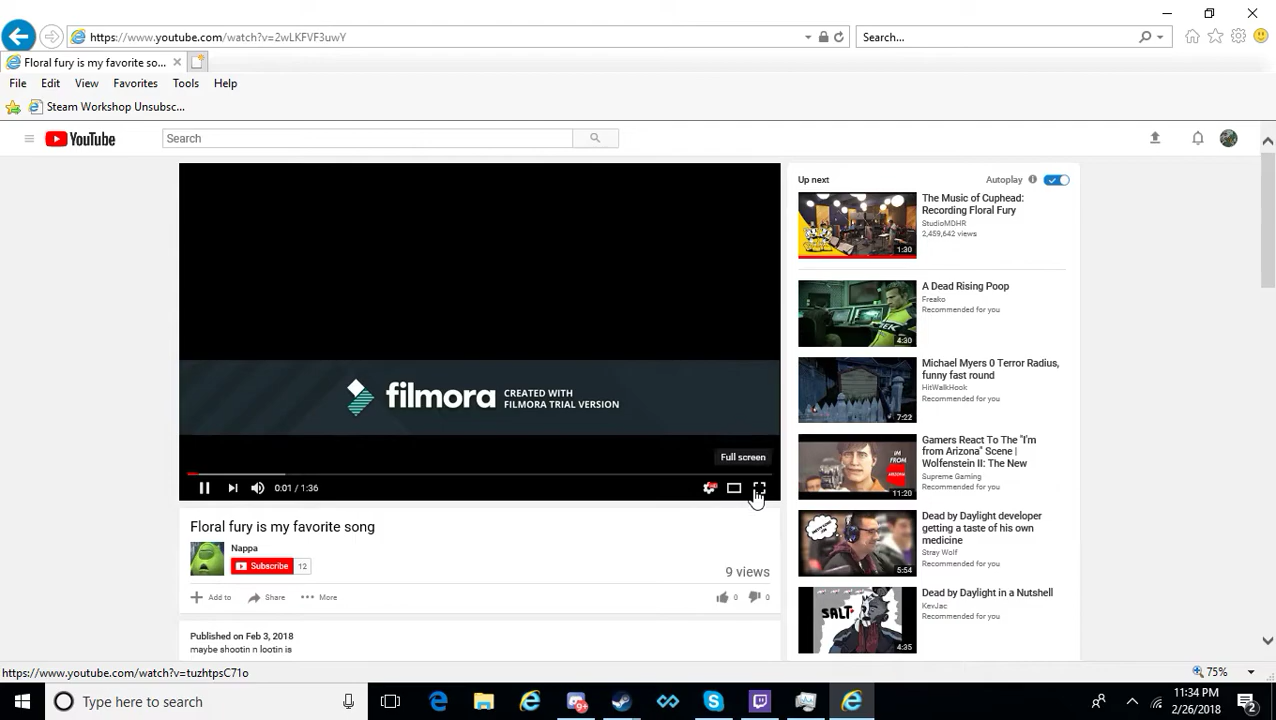 https://www.youtube.com/watch?v=2wLKFVF3uwY
Search...
Floral fury is my favorite so...
File Edit View Favorites Tools Help
Steam Workshop Unsubsc...
YouTube
Search
filmora CREATED WITH
FILMORA TRIAL VERSION
Full screen
0:01 / 1:36
Floral fury is my favorite song
Nappa
Subscribe 12
9 views
Add to Share More
0 0
Published on Feb 3, 2018
maybe shootin n lootin is
Up next Autoplay
The Music of Cuphead:
Recording Floral Fury
StudioMDHR
2,459,642 views
1:30
A Dead Rising Poop
Freako
Recommended for you
4:30
Michael Myers 0 Terror Radius,
funny fast round
HitWalkHook
Recommended for you
7:22
Gamers React To The "I'm
from Arizona" Scene |
Wolfenstein II: The New
Supreme Gaming
Recommended for you
IM
FROM
ARIZONA
11:20
Dead by Daylight developer
getting a taste of his own
medicine
Stray Wolf
Recommended for you
5:54
Dead by Daylight in a Nutshell
KevJac
Recommended for you
SALT
4:35
https://www.youtube.com/watch?v=tuzhtpsC71o
75%
Type here to search
11:34 PM
2/26/2018
2